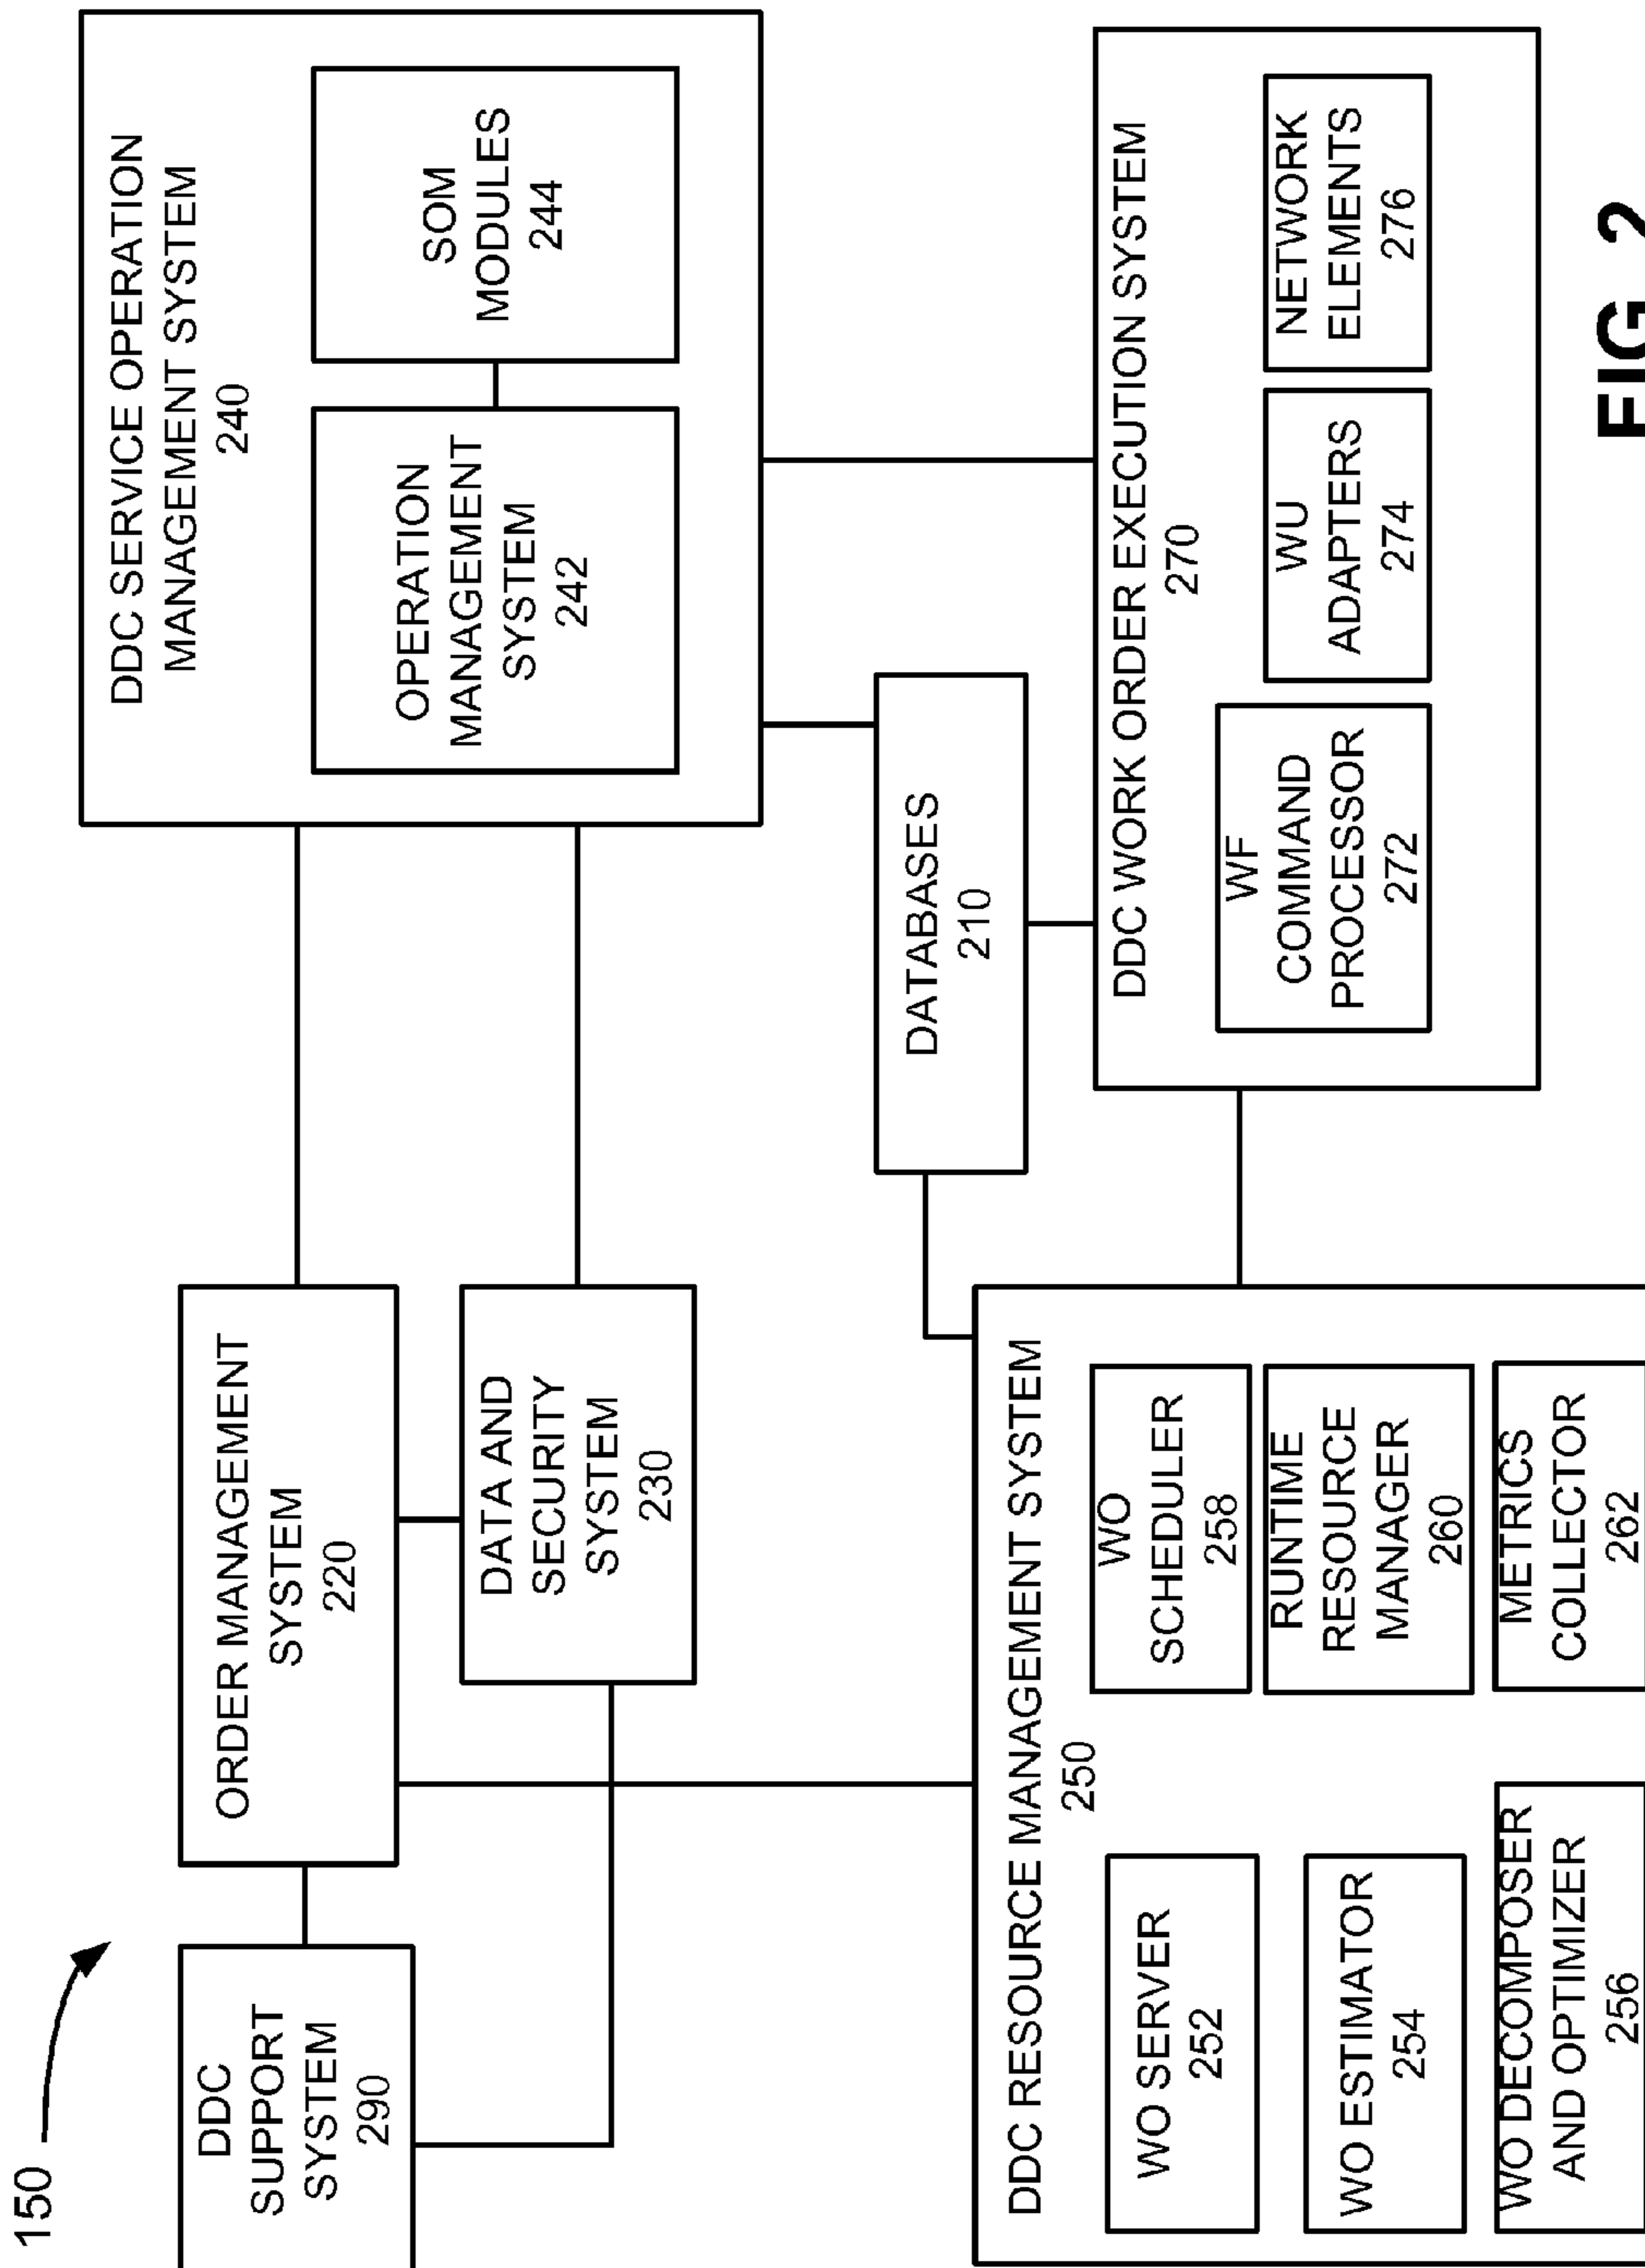 150
DDC
SUPPORT
SYSTEM
290
ORDER MANAGEMENT
SYSTEM
220
DATA AND
SECURITY
SYSTEM
230
DDC SERVICE OPERATION
MANAGEMENT SYSTEM
240
OPERATION
MANAGEMENT
SYSTEM
242
SOM
MODULES
244
DATABASES
210
DDC RESOURCE MANAGEMENT SYSTEM
250
WO SERVER
252
WO ESTIMATOR
254
WO DECOMPOSER
AND OPTIMIZER
256
WO
SCHEDULER
258
RUNTIME
RESOURCE
MANAGER
260
METRICS
COLLECTOR
262
DDC WORK ORDER EXECUTION SYSTEM
270
WF
COMMAND
PROCESSOR
272
WU
ADAPTERS
274
NETWORK
ELEMENTS
276
FIG 2